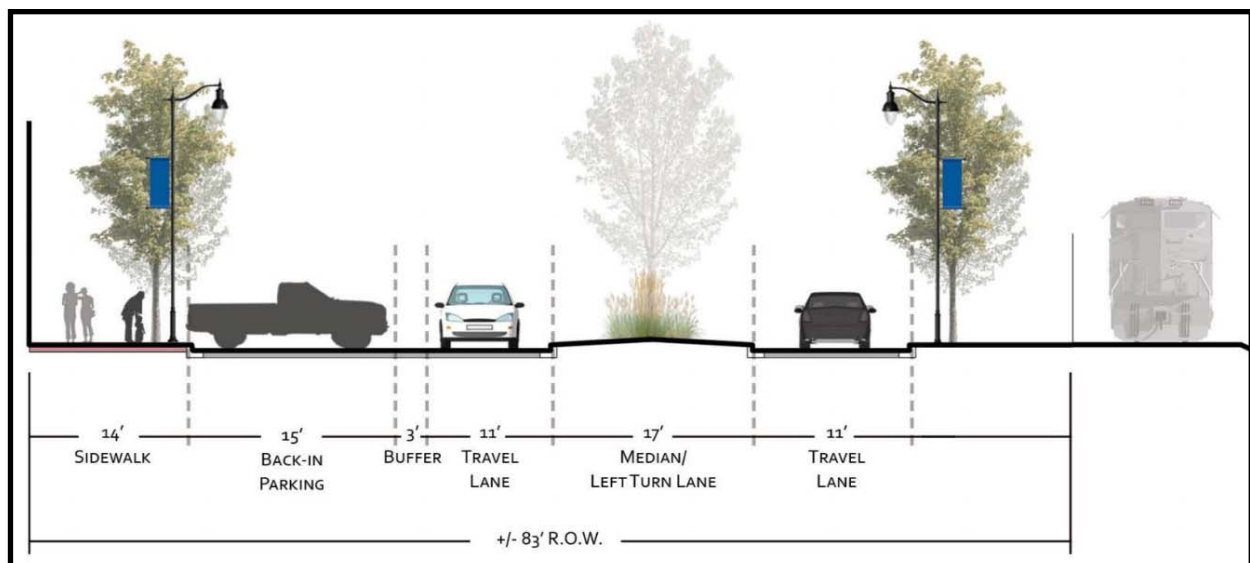 14' 15' 3' 11' 17' 11'
SIDEWALK BACK-IN BUFFER TRAVEL MEDIAN/ TRAVEL
PARKING LANE LEFT TURN LANE LANE
+/- 83' R.O.W.